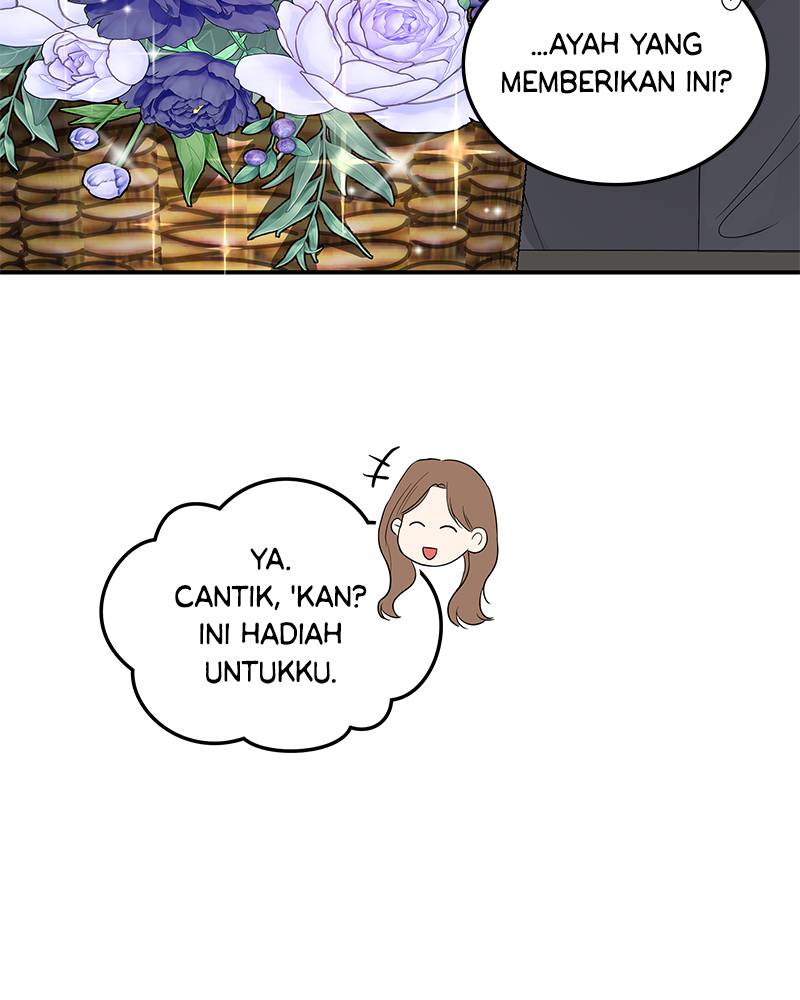 ...AYAH YANG
MEMBERIKAN INI?
YA.
CANTIK, 'KAN?
INI HADIAH
UNTUKKU.